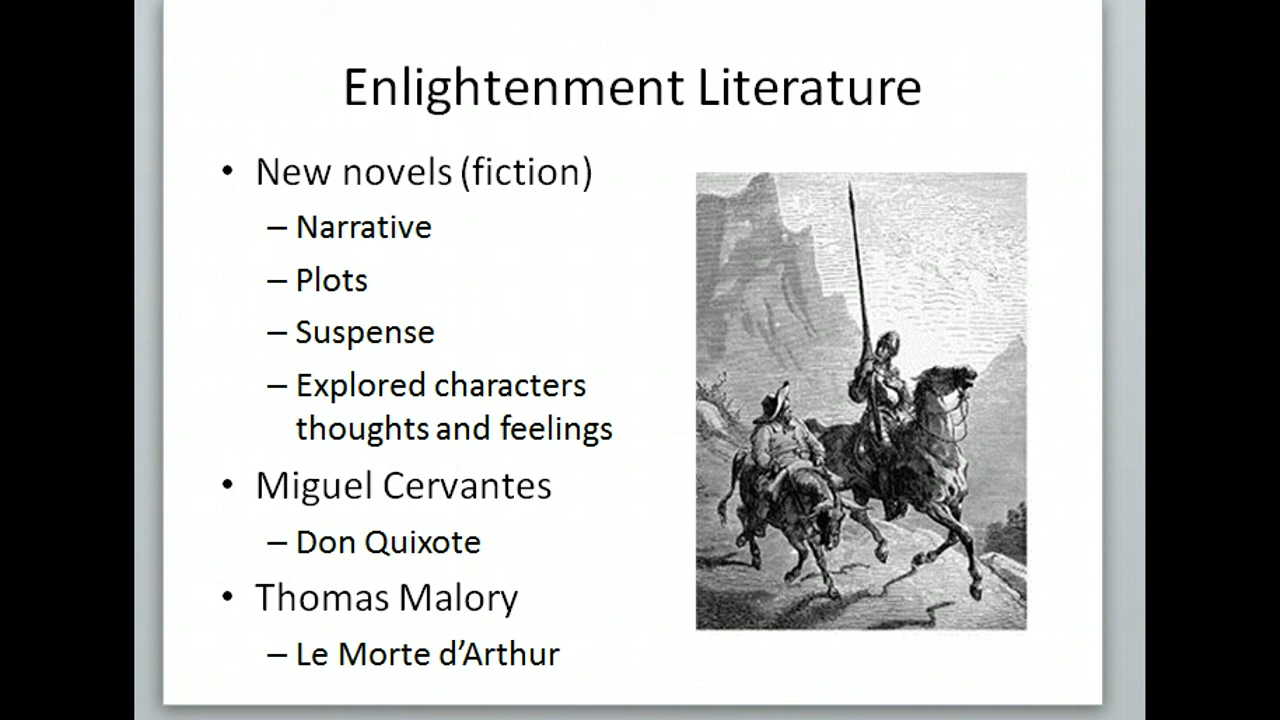 Enlightenment Literature
• New novels (fiction)
– Narrative
– Plots
– Suspense
– Explored characters
thoughts and feelings
• Miguel Cervantes
– Don Quixote
• Thomas Malory
– Le Morte d’Arthur